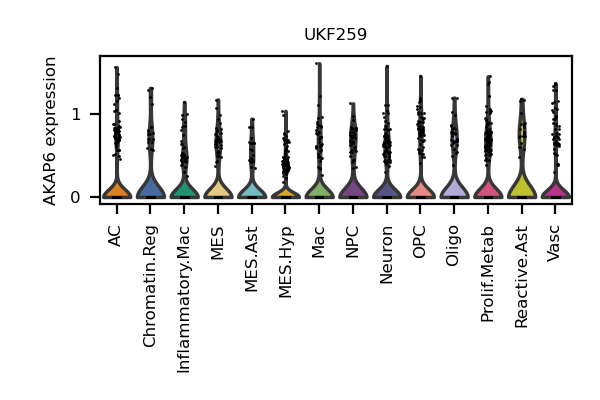 UKF259
AKAP6 expression
1
0
AC
Chromatin.Reg
Inflammatory.Mac
MES
MES.Ast
MES.Hyp
Mac
NPC
Neuron
OPC
Oligo
Prolif.Metab
Reactive.Ast
Vasc